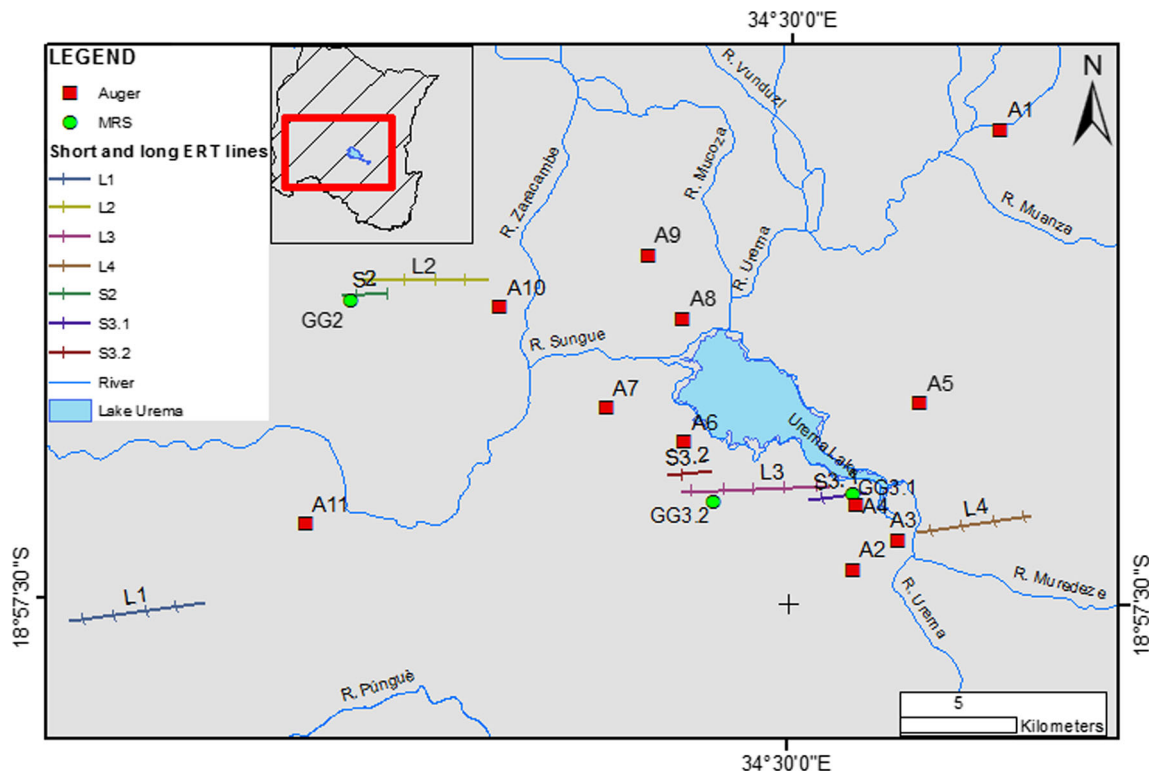 34°30'0"E
LEGEND
Auger
MRS
Short and long ERT lines
L1
L2
L3
L4
S2
S3.1
S3.2
River
Lake Urema
N
A1
R. Vunduzi
R. Mucoza
R. Zaracambe
R. Muanza
A9
R. Urema
L2
S2
A10
GG2
A8
R. Sungue
A7
A5
A6
Urema Lake
S3.2
L3
S3.
GG3.1
GG3.2
A4
L4
A3
A11
A2
R. Muredeze
L1
R. Urema
18°57'30"S
18°57'30"S
R. Púnguè
5
Kilometers
34°30'0"E